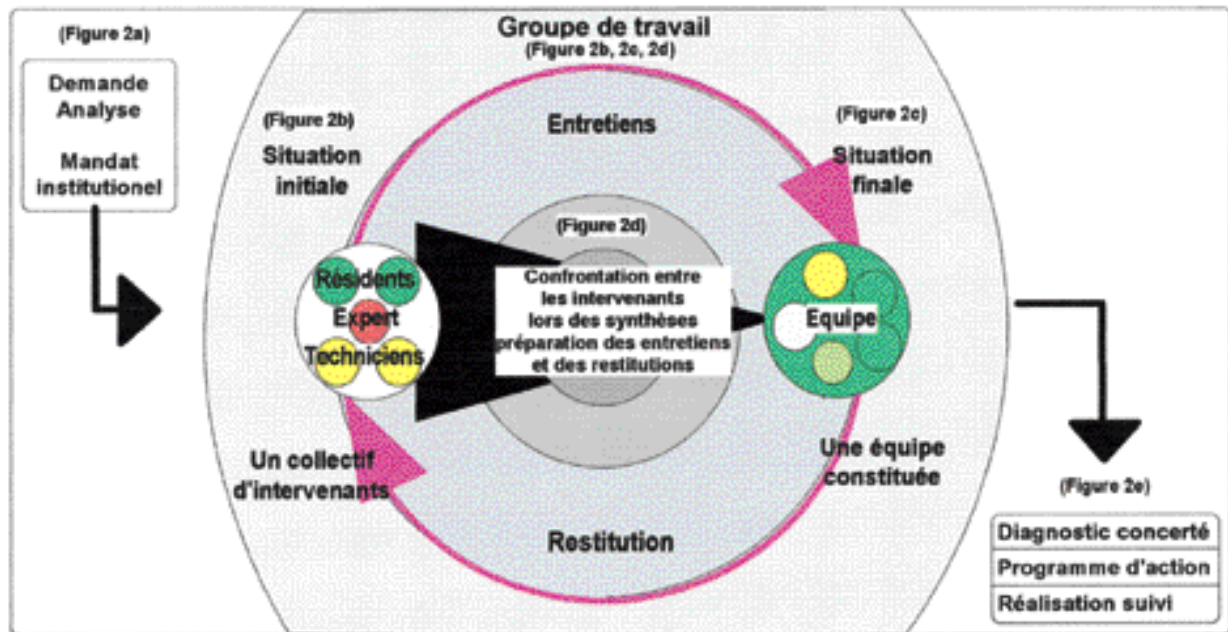 (Figure 2a)
Demande
Analyse
Mandat
institutionel
Groupe de travail
(Figure 2b, 2c, 2d)
Entretiens
(Figure 2b)
Situation
initiale
(Figure 2c)
Situation
finale
(Figure 2d)
Confrontation entre
les intervenants
lors des synthèses
préparation des entretiens
et des restitutions
Résidents
Expert
Techniciens
Equipe
Un collectif
d'intervenants
Une équipe
constituée
Restitution
(Figure 2e)
Diagnostic concerté
Programme d'action
Réalisation suivi